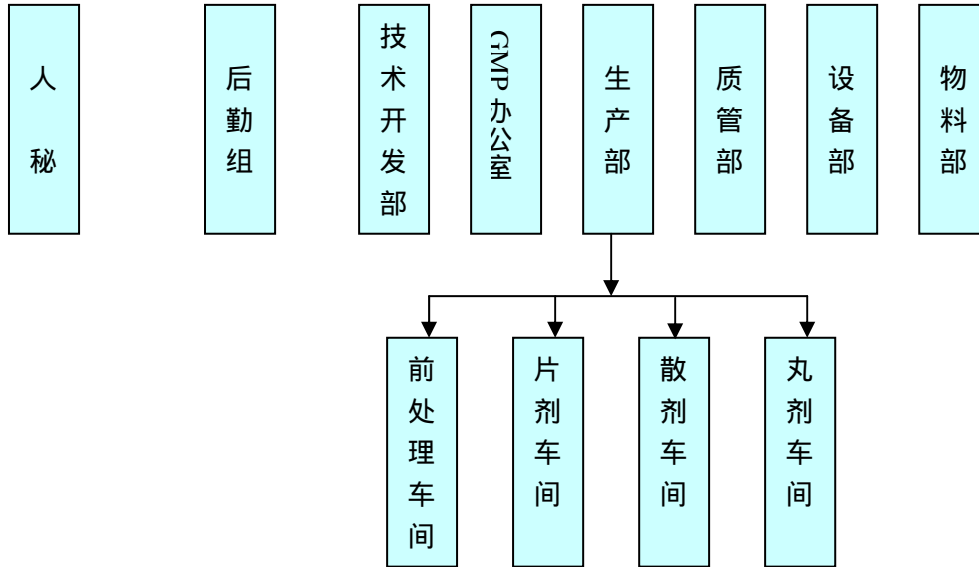 人秘
后勤组
技术开发部
GMP办公室
生产部
质管部
设备部
物料部
前处理车间
片剂车间
散剂车间
丸剂车间